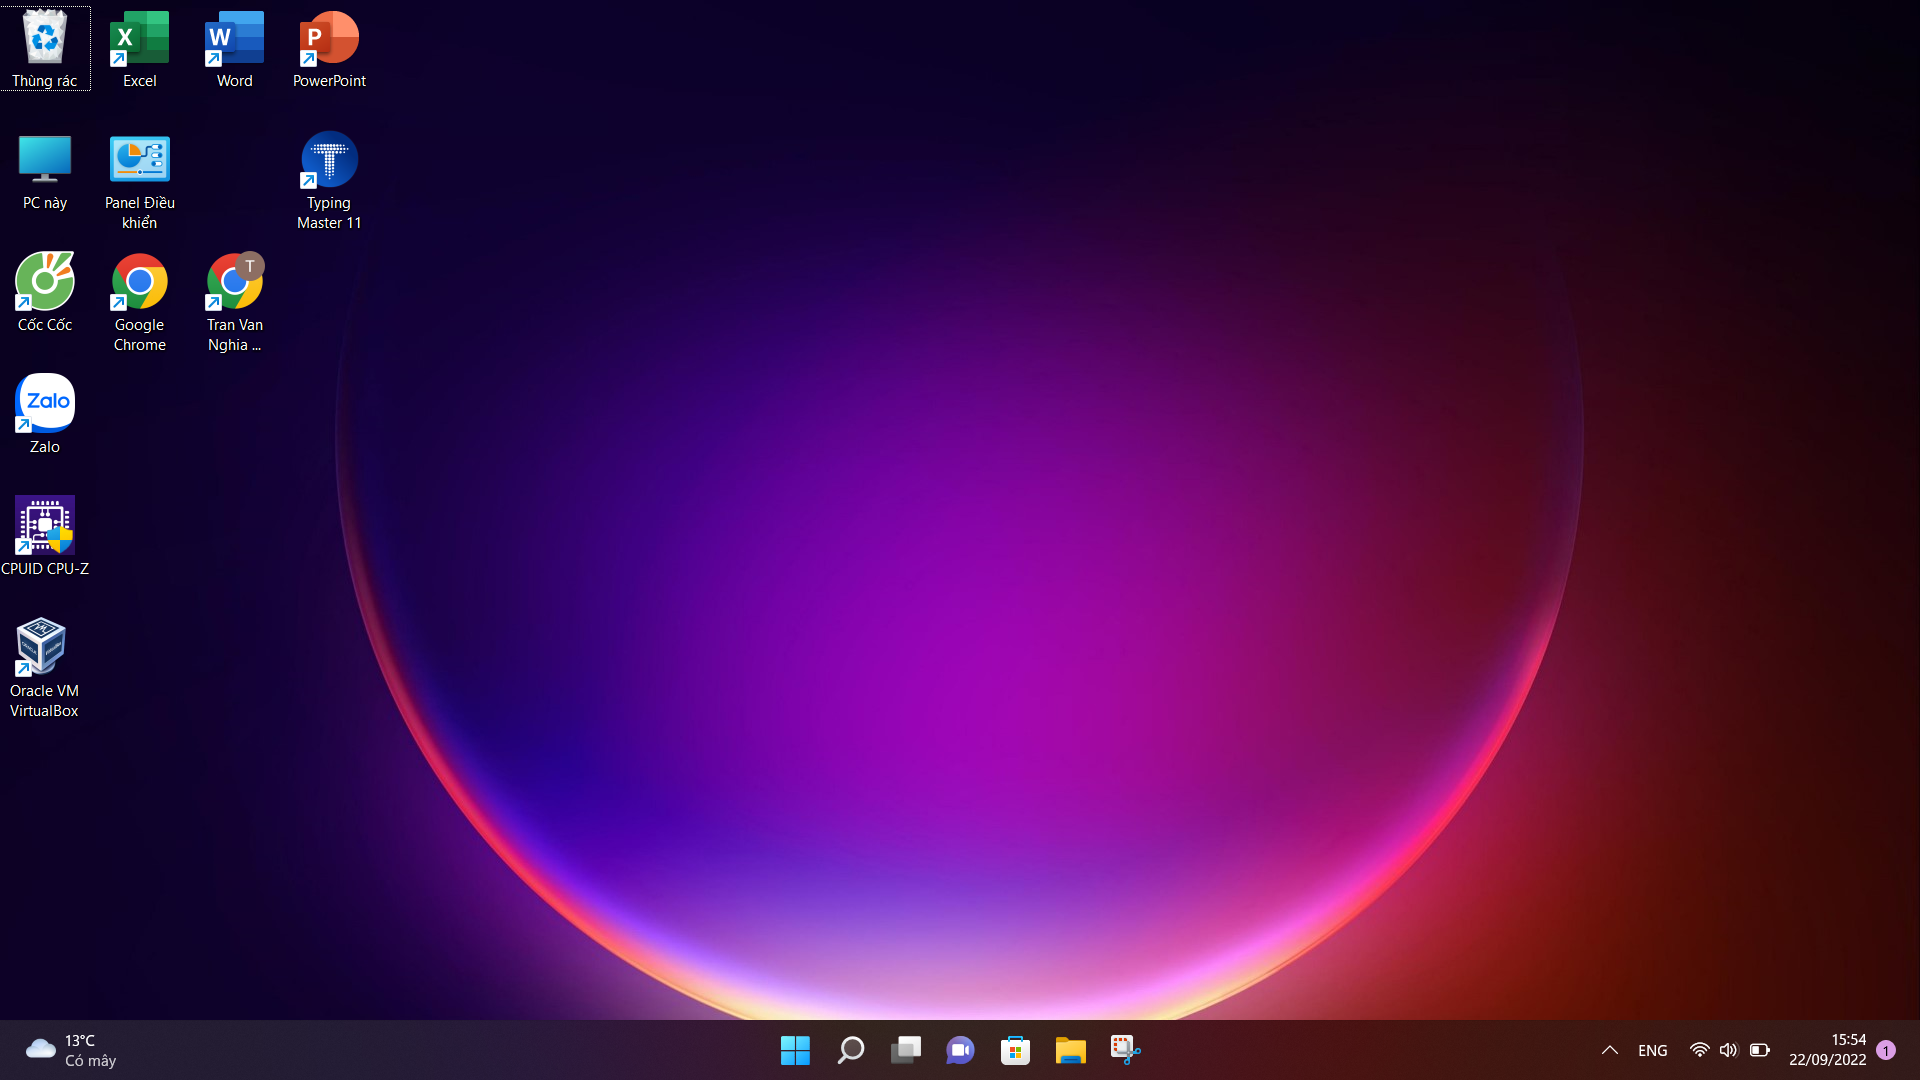 Thùng rác
Excel
Word
PowerPoint
PC này
Panel Điều
khiển
Typing
Master 11
Cốc Cốc
Google
Chrome
T
Tran Van
Nghia ...
Zalo
Zalo
CPUID CPU-Z
Oracle VM
VirtualBox
13°C
Có mây
ENG
15:54
22/09/2022
1